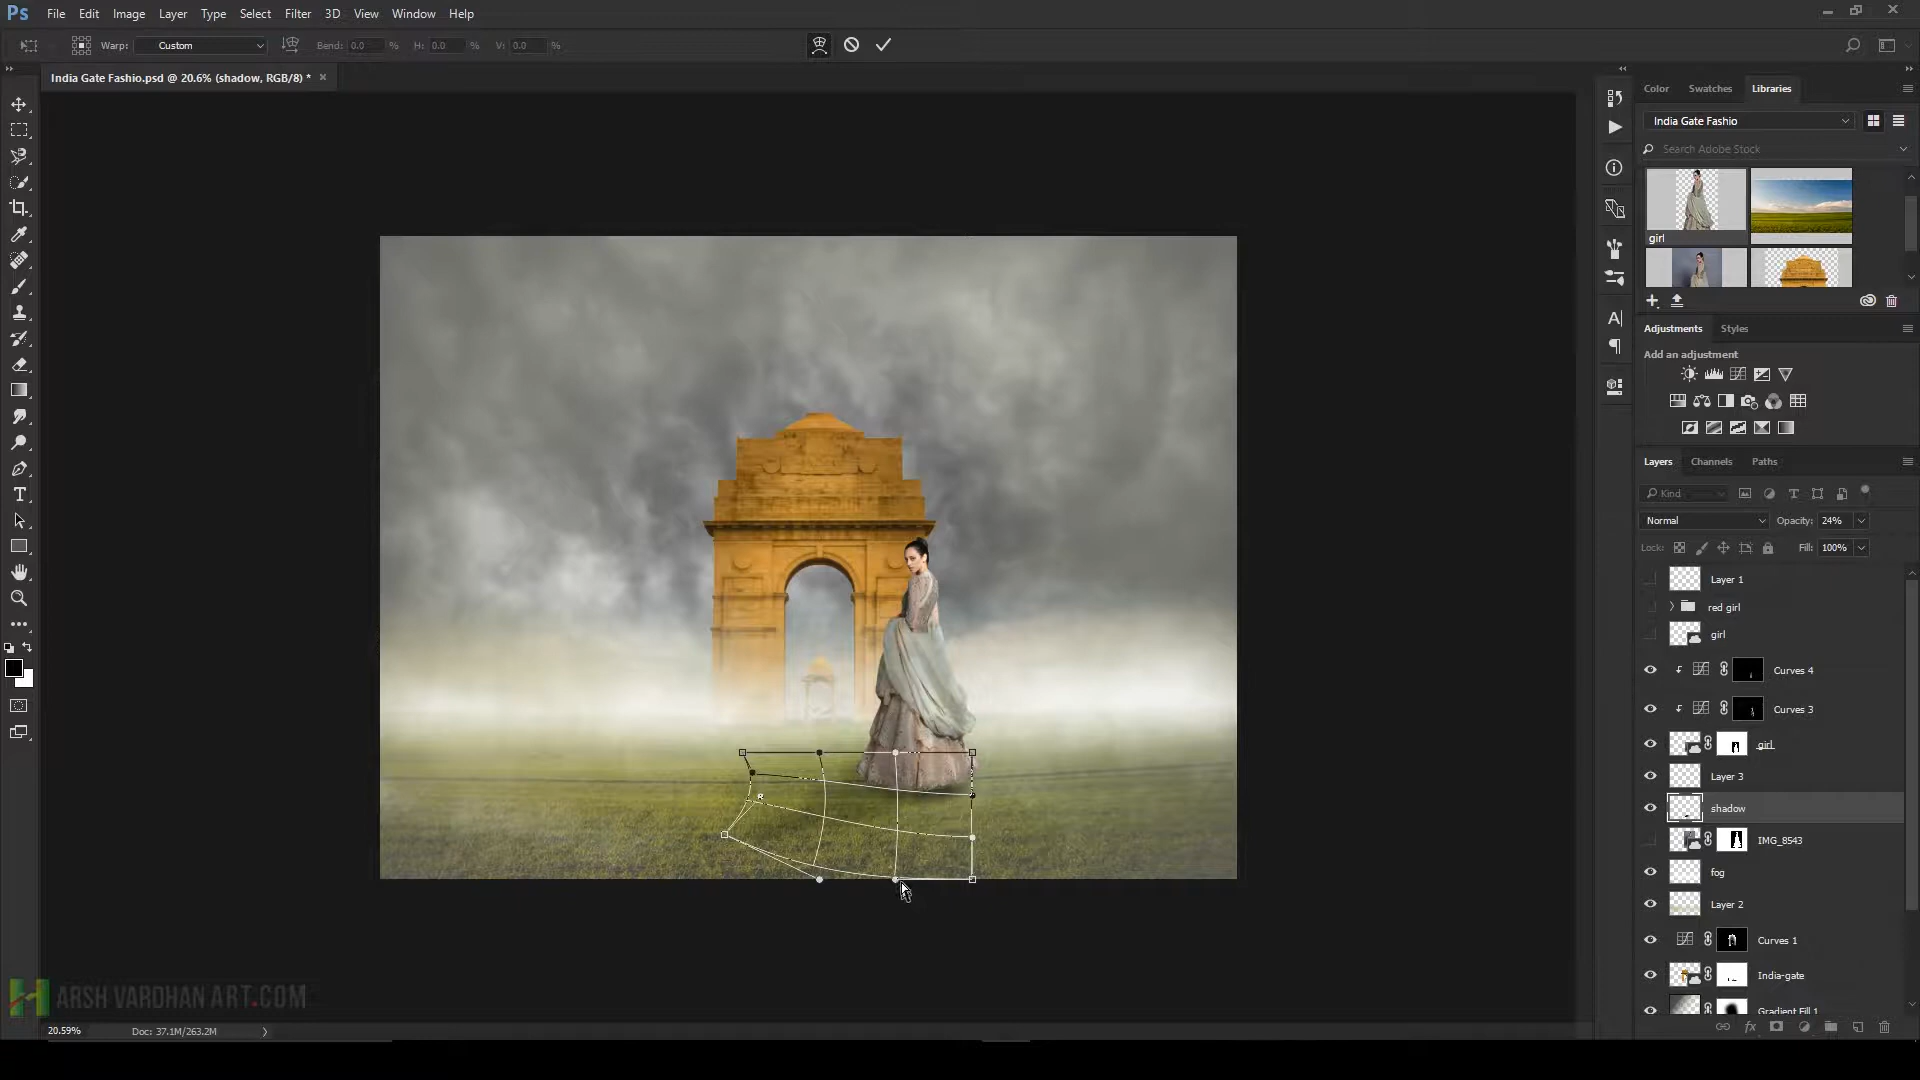 Ps File Edit Image Layer Type Select Filter 3D View Window Help
Warp: Custom Bend: 0.0 % H: 0.0 % V: 0.0 %
India Gate Fashio.psd @ 20.6% (shadow, RGB/8) * ×
Color Swatches Libraries
India Gate Fashio
Search Adobe Stock
girl
Adjustments Styles
Add an adjustment
Layers Channels Paths
Kind
Normal Opacity: 24%
Lock: Fill: 100%
Layer 1
red girl
girl
Curves 4
Curves 3
girl
Layer 3
shadow
IMG_8543
fog
Layer 2
Curves 1
India-gate
Gradient Fill 1
ARSH VARDHAN ART.COM
20.59% Doc: 37.1M/263.2M